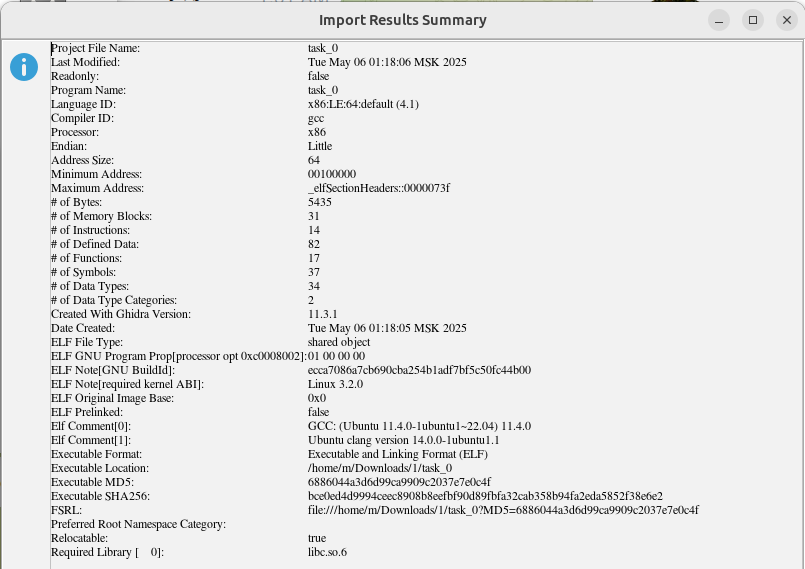 Import Results Summary
Project File Name: task_0
Last Modified: Tue May 06 01:18:06 MSK 2025
Readonly: false
Program Name: task_0
Language ID: x86:LE:64:default (4.1)
Compiler ID: gcc
Processor: x86
Endian: Little
Address Size: 64
Minimum Address: 00100000
Maximum Address: _elfSectionHeaders::0000073f
# of Bytes: 5435
# of Memory Blocks: 31
# of Instructions: 14
# of Defined Data: 82
# of Functions: 17
# of Symbols: 37
# of Data Types: 34
# of Data Type Categories: 2
Created With Ghidra Version: 11.3.1
Date Created: Tue May 06 01:18:05 MSK 2025
ELF File Type: shared object
ELF GNU Program Prop[processor opt 0xc0008002]: 01 00 00 00
ELF Note[GNU BuildId]: ecca7086a7cb690cba254b1adf7bf5c50fc44b00
ELF Note[required kernel ABI]: Linux 3.2.0
ELF Original Image Base: 0x0
ELF Prelinked: false
Elf Comment[0]: GCC: (Ubuntu 11.4.0-1ubuntu1~22.04) 11.4.0
Elf Comment[1]: Ubuntu clang version 14.0.0-1ubuntu1.1
Executable Format: Executable and Linking Format (ELF)
Executable Location: /home/m/Downloads/1/task_0
Executable MD5: 6886044a3d6d99ca9909c2037e7e0c4f
Executable SHA256: bce0ed4d9994ceec8908b8eefbf90d89fbfa32cab358b94fa2eda5852f38e6e2
FSRL: file:///home/m/Downloads/1/task_0?MD5=6886044a3d6d99ca9909c2037e7e0c4f
Preferred Root Namespace Category:
Relocatable: true
Required Library [ 0]: libc.so.6